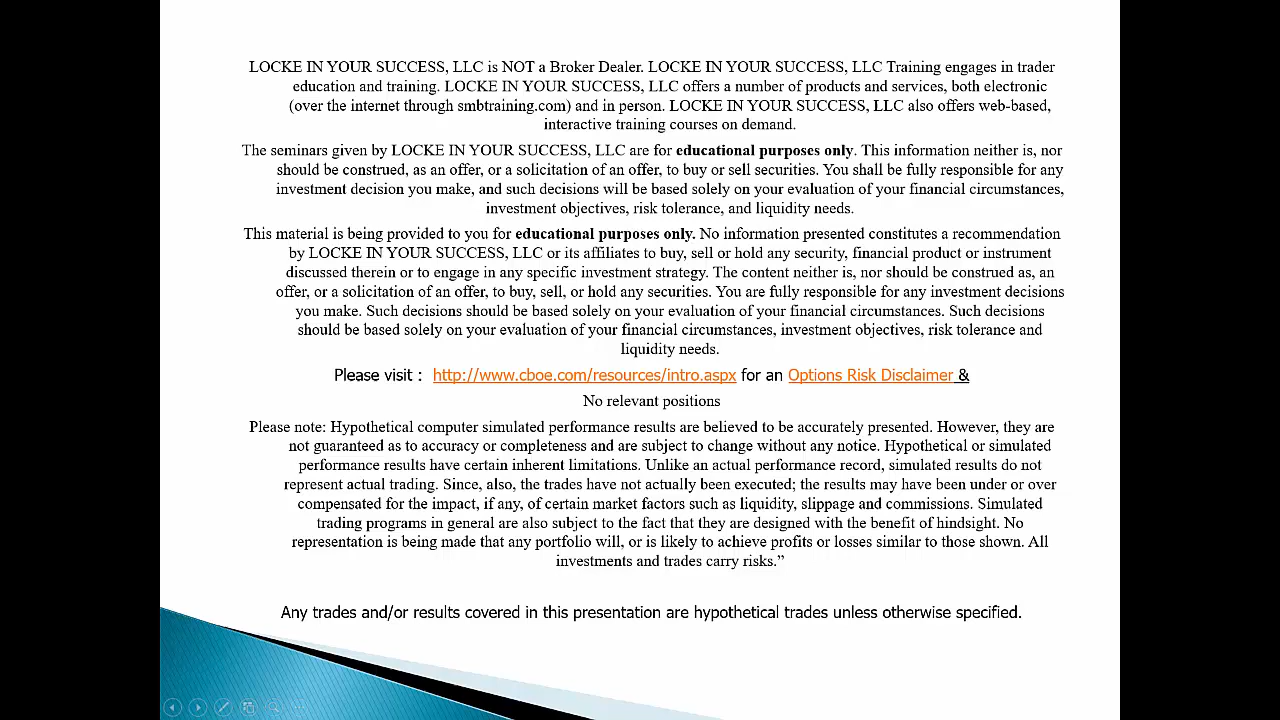 LOCKE IN YOUR SUCCESS, LLC is NOT a Broker Dealer. LOCKE IN YOUR SUCCESS, LLC Training engages in trader
education and training. LOCKE IN YOUR SUCCESS, LLC offers a number of products and services, both electronic
(over the internet through smbtraining.com) and in person. LOCKE IN YOUR SUCCESS, LLC also offers web-based,
interactive training courses on demand.
The seminars given by LOCKE IN YOUR SUCCESS, LLC are for educational purposes only. This information neither is, nor
should be construed, as an offer, or a solicitation of an offer, to buy or sell securities. You shall be fully responsible for any
investment decision you make, and such decisions will be based solely on your evaluation of your financial circumstances,
investment objectives, risk tolerance, and liquidity needs.
This material is being provided to you for educational purposes only. No information presented constitutes a recommendation
by LOCKE IN YOUR SUCCESS, LLC or its affiliates to buy, sell or hold any security, financial product or instrument
discussed therein or to engage in any specific investment strategy. The content neither is, nor should be construed as, an
offer, or a solicitation of an offer, to buy, sell, or hold any securities. You are fully responsible for any investment decisions
you make. Such decisions should be based solely on your evaluation of your financial circumstances. Such decisions
should be based solely on your evaluation of your financial circumstances, investment objectives, risk tolerance and
liquidity needs.
Please visit : http://www.cboe.com/resources/intro.aspx for an Options Risk Disclaimer &
No relevant positions
Please note: Hypothetical computer simulated performance results are believed to be accurately presented. However, they are
not guaranteed as to accuracy or completeness and are subject to change without any notice. Hypothetical or simulated
performance results have certain inherent limitations. Unlike an actual performance record, simulated results do not
represent actual trading. Since, also, the trades have not actually been executed; the results may have been under or over
compensated for the impact, if any, of certain market factors such as liquidity, slippage and commissions. Simulated
trading programs in general are also subject to the fact that they are designed with the benefit of hindsight. No
representation is being made that any portfolio will, or is likely to achieve profits or losses similar to those shown. All
investments and trades carry risks.”
Any trades and/or results covered in this presentation are hypothetical trades unless otherwise specified.